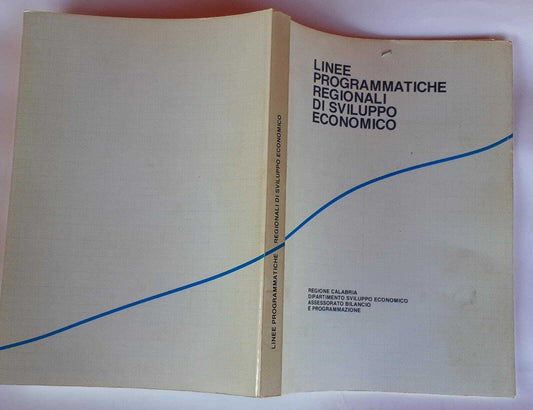 LINEE
PROGRAMMATICHE
REGIONALI
DI SVILUPPO
ECONOMICO
REGIONE CALABRIA
DIPARTIMENTO SVILUPPO ECONOMICO
ASSESSORATO BILANCIO
E PROGRAMMAZIONE
LINEE PROGRAMMATICHE REGIONALI DI SVILUPPO ECONOMICO